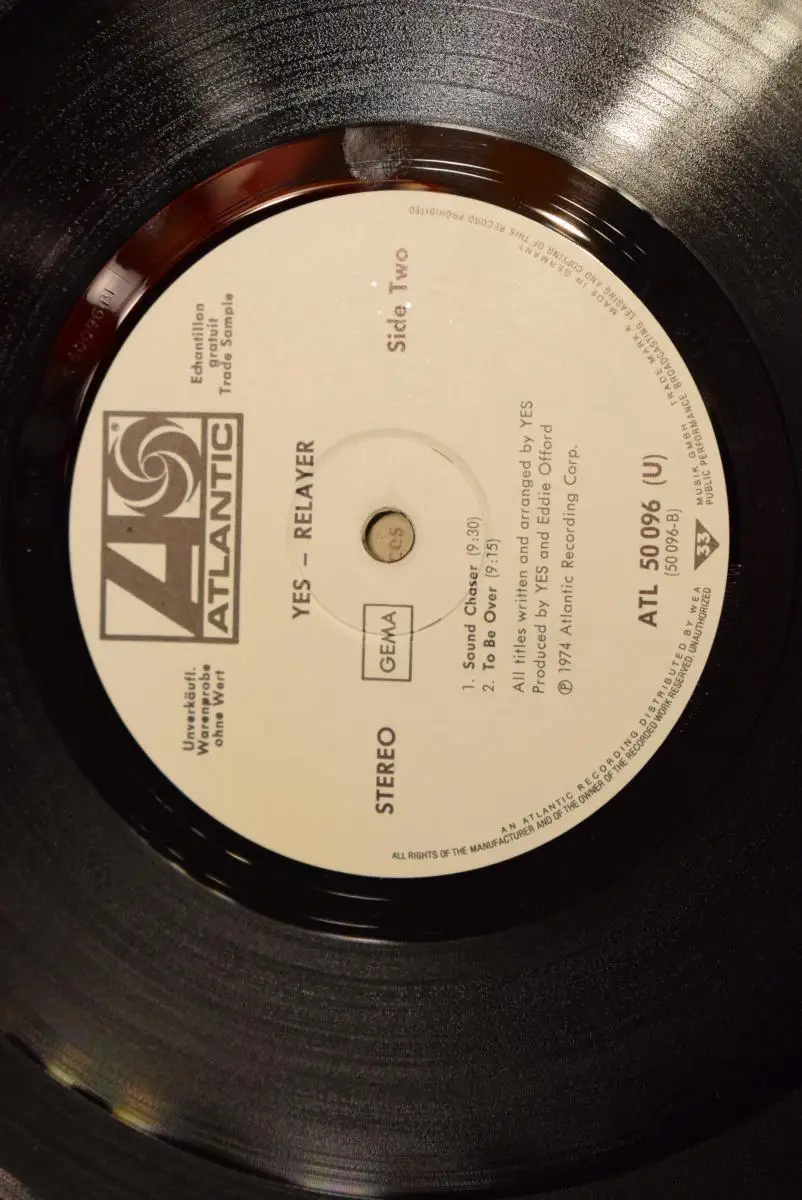 Unverkäufl.
Warenprobe
ohne Wert
ATLANTIC
®
Echantillon
gratuit
Trade Sample
YES – RELAYER
STEREO
GEMA
Side Two
1. Sound Chaser (9:30)
2. To Be Over (9:15)
All titles written and arranged by YES
Produced by YES and Eddie Offord
℗ 1974 Atlantic Recording Corp.
ATL 50 096 (U)
(50 096-B)
33
AN ATLANTIC RECORDING DISTRIBUTED BY WEA MUSIK GMBH TRADE MARK R MADE IN GERMANY
ALL RIGHTS OF THE MANUFACTURER AND OF THE OWNER OF THE RECORDED WORK RESERVED. UNAUTHORIZED PUBLIC PERFORMANCE, BROADCASTING, LEASING AND COPYING OF THIS RECORD PROHIBITED